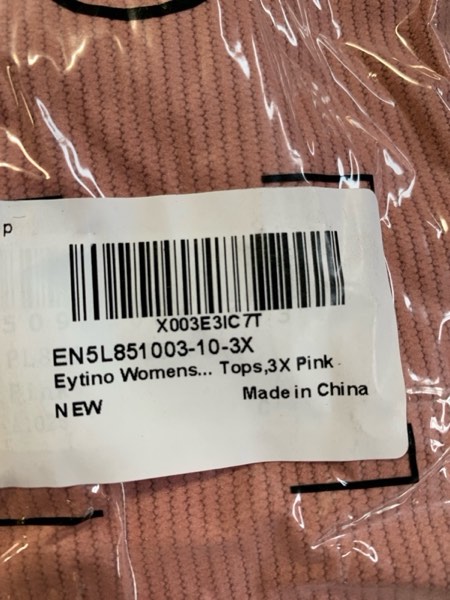 p
X003E3IC7T
EN5L851003-10-3X
Eytino Womens... Tops,3X Pink
NEW
Made in China